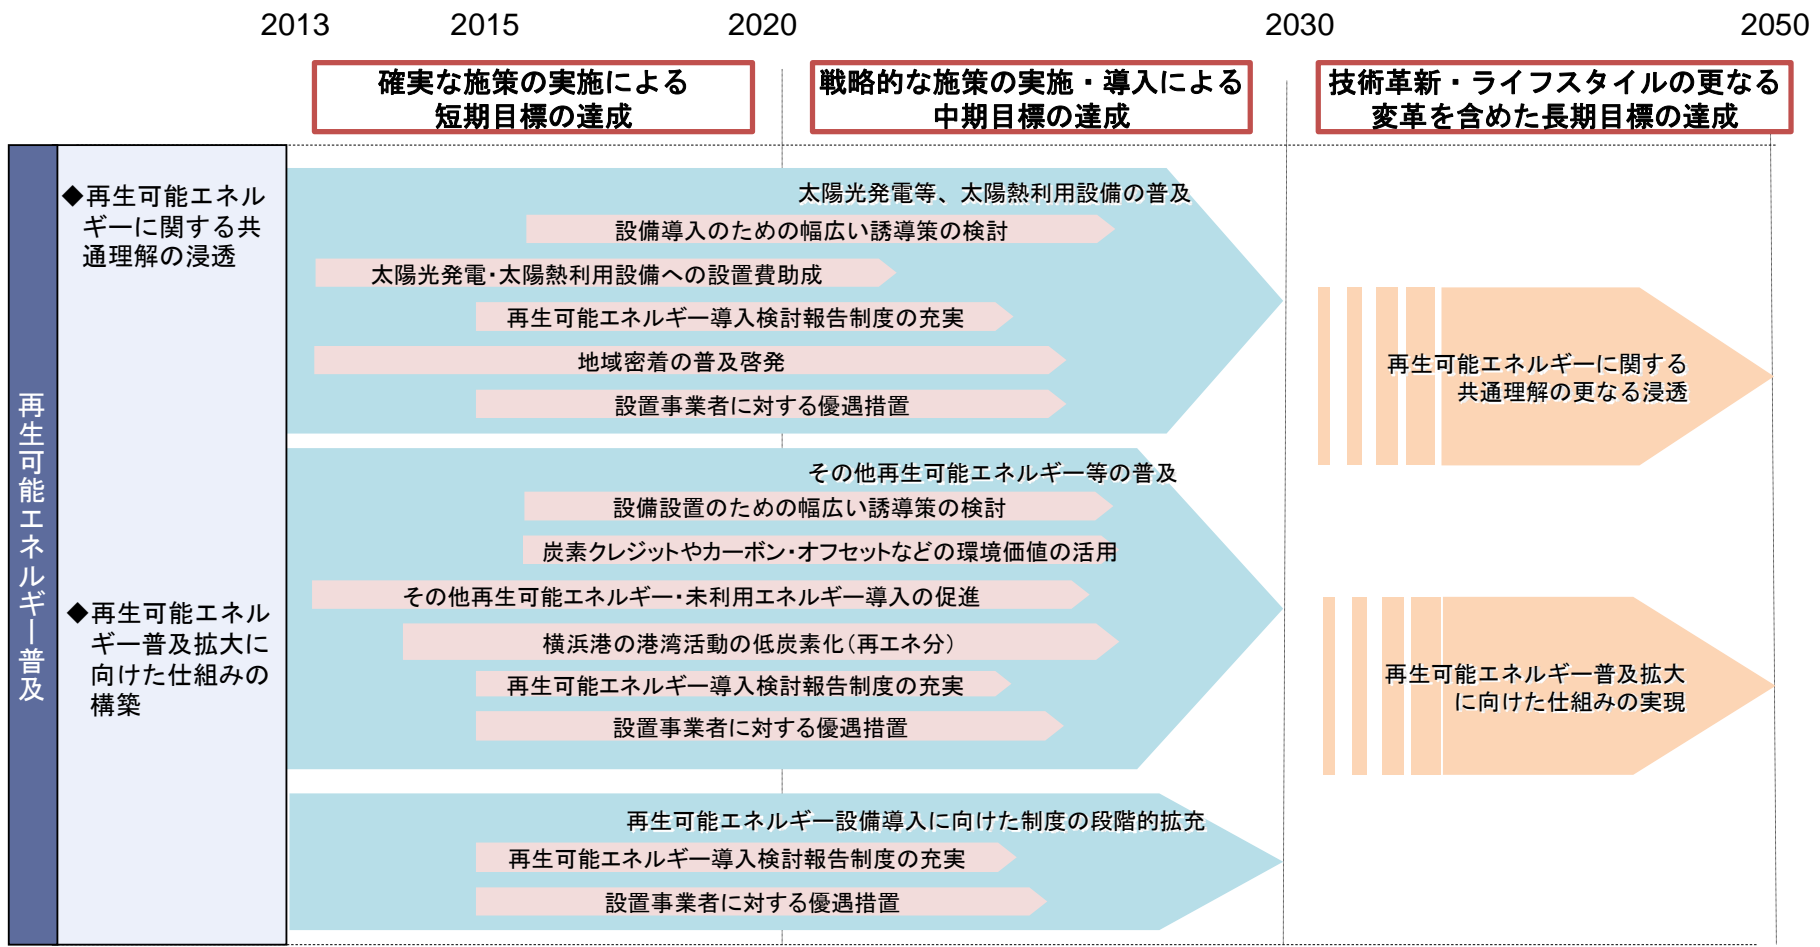 2013
2015
2020
2030
2050
確実な施策の実施による
短期目標の達成
戦略的な施策の実施・導入による
中期目標の達成
技術革新・ライフスタイルの更なる
変革を含めた長期目標の達成
再生可能エネルギー普及
◆再生可能エネル
ギーに関する共
通理解の浸透
◆再生可能エネル
ギー普及拡大に
向けた仕組みの
構築
太陽光発電等、太陽熱利用設備の普及
設備導入のための幅広い誘導策の検討
太陽光発電・太陽熱利用設備への設置費助成
再生可能エネルギー導入検討報告制度の充実
地域密着の普及啓発
設置事業者に対する優遇措置
その他再生可能エネルギー等の普及
設備設置のための幅広い誘導策の検討
炭素クレジットやカーボン・オフセットなどの環境価値の活用
その他再生可能エネルギー・未利用エネルギー導入の促進
横浜港の港湾活動の低炭素化(再エネ分)
再生可能エネルギー導入検討報告制度の充実
設置事業者に対する優遇措置
再生可能エネルギー設備導入に向けた制度の段階的拡充
再生可能エネルギー導入検討報告制度の充実
設置事業者に対する優遇措置
再生可能エネルギーに関する
共通理解の更なる浸透
再生可能エネルギー普及拡大
に向けた仕組みの実現